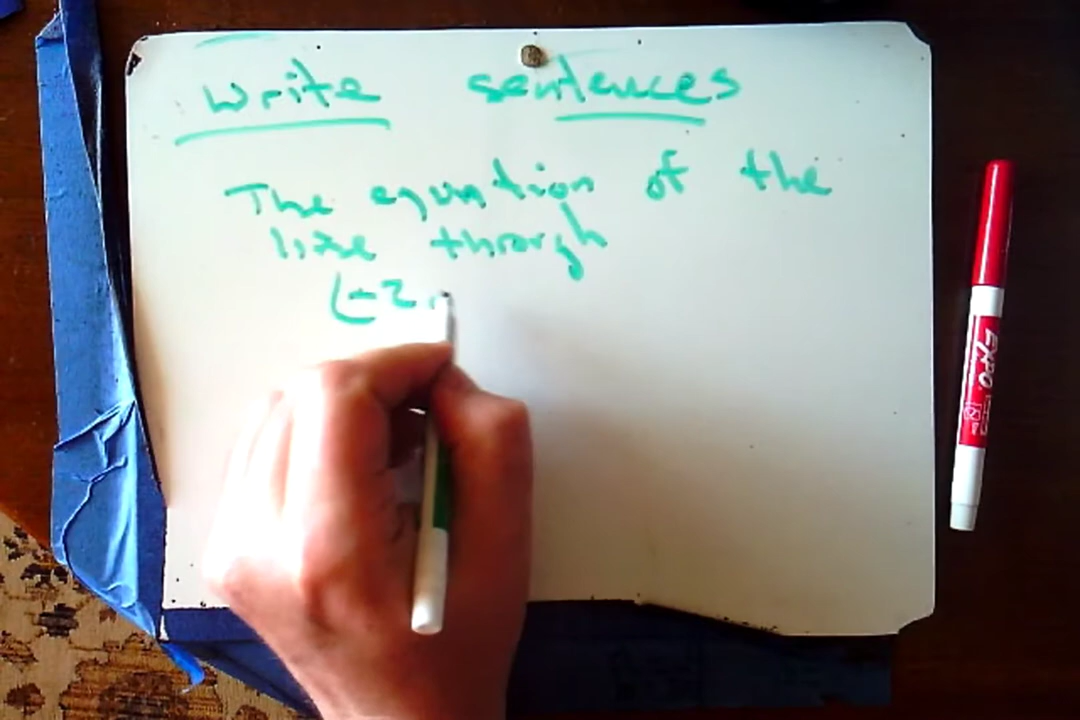 Write sentences
The equation of the
line through
(-2,
EXPO